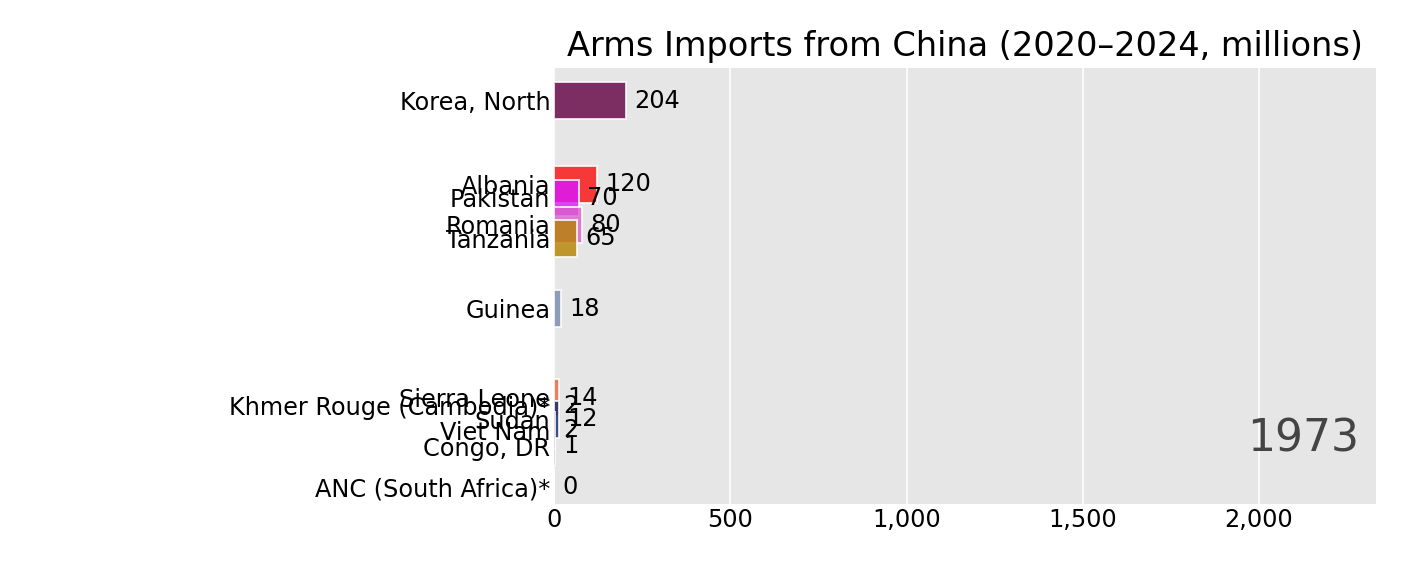 Arms Imports from China (2020–2024, millions)
Korea, North 204
Albania 120
Pakistan 70
Romania 80
Tanzania 65
Guinea 18
Sierra Leone 14
Khmer Rouge (Cambodia)* 2
Sudan 12
Viet Nam 2
Congo, DR 1
ANC (South Africa)* 0
1973
0 500 1,000 1,500 2,000